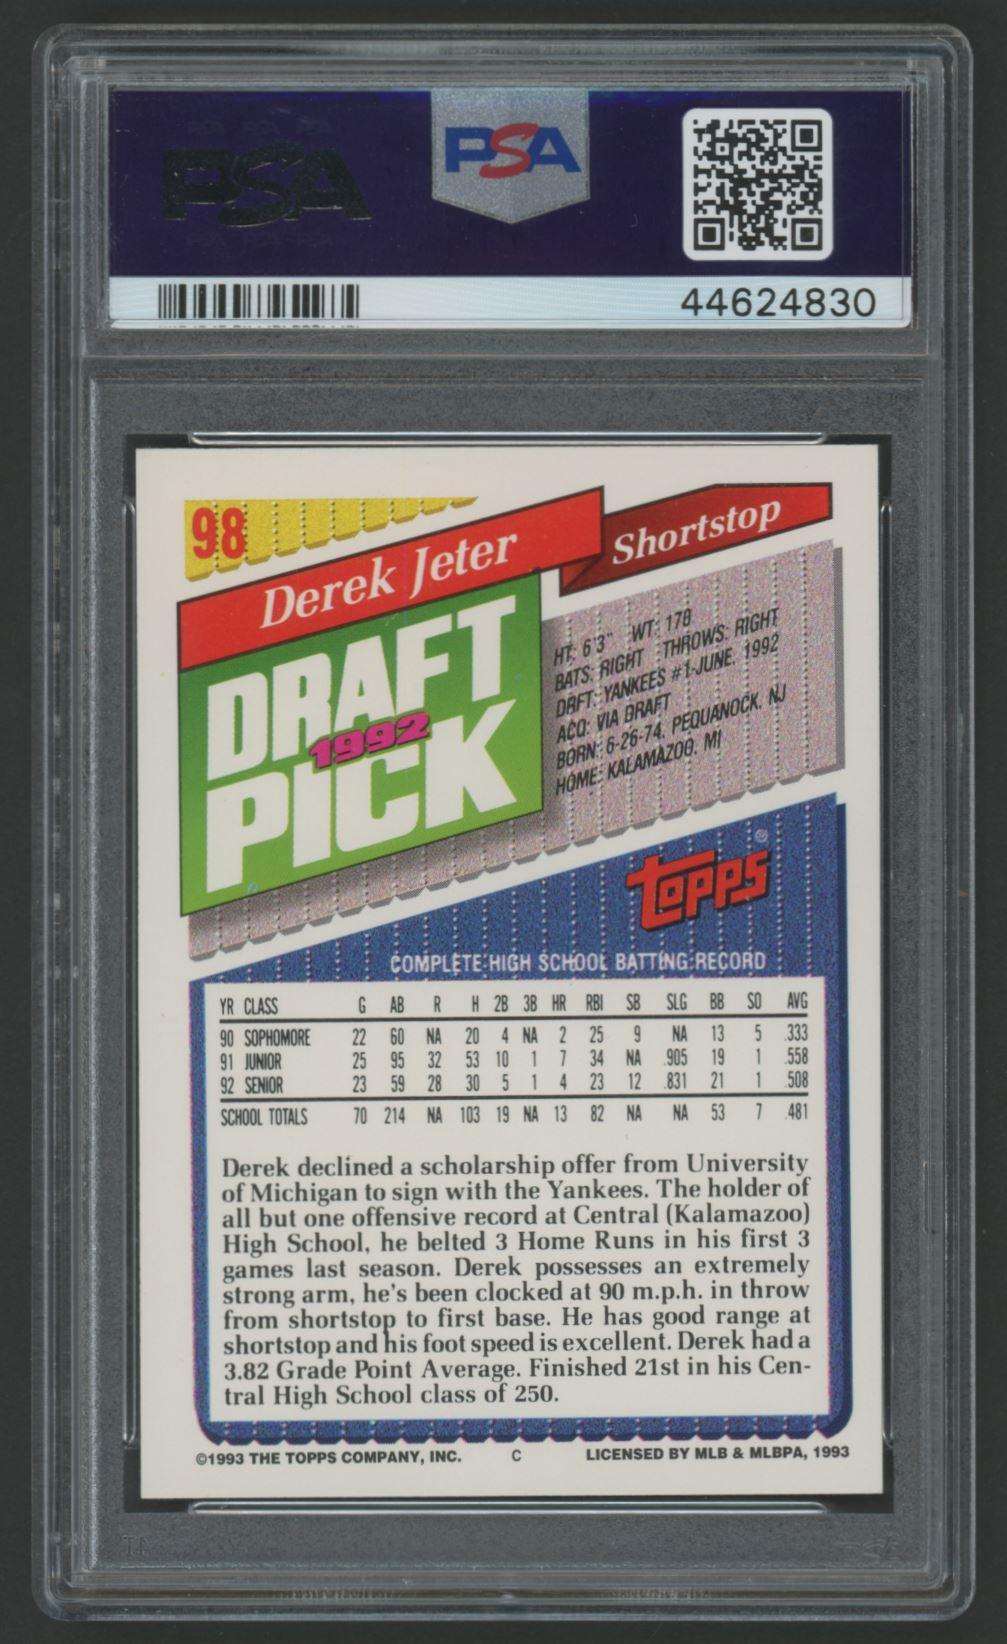 PSA
PSA
44624830
98
Derek Jeter
Shortstop
DRAFT
1992
PICK
HT: 6'3" WT: 178
BATS: RIGHT THROWS: RIGHT
DRFT: YANKEES #1-JUNE, 1992
ACQ: VIA DRAFT
BORN: 6-26-74, PEQUANOCK, NJ
HOME: KALAMAZOO, MI
TOPPS®
COMPLETE HIGH SCHOOL BATTING RECORD
YR CLASS G AB R H 2B 3B HR RBI SB SLG BB SO AVG
90 SOPHOMORE 22 60 NA 20 4 NA 2 25 9 NA 13 5 .333
91 JUNIOR 25 95 32 53 10 1 7 34 NA .905 19 1 .558
92 SENIOR 23 59 28 30 5 1 4 23 12 .831 21 1 .508
SCHOOL TOTALS 70 214 NA 103 19 NA 13 82 NA NA 53 7 .481
Derek declined a scholarship offer from University
of Michigan to sign with the Yankees. The holder of
all but one offensive record at Central (Kalamazoo)
High School, he belted 3 Home Runs in his first 3
games last season. Derek possesses an extremely
strong arm, he's been clocked at 90 m.p.h. in throw
from shortstop to first base. He has good range at
shortstop and his foot speed is excellent. Derek had a
3.82 Grade Point Average. Finished 21st in his Cen-
tral High School class of 250.
©1993 THE TOPPS COMPANY, INC. C LICENSED BY MLB & MLBPA, 1993